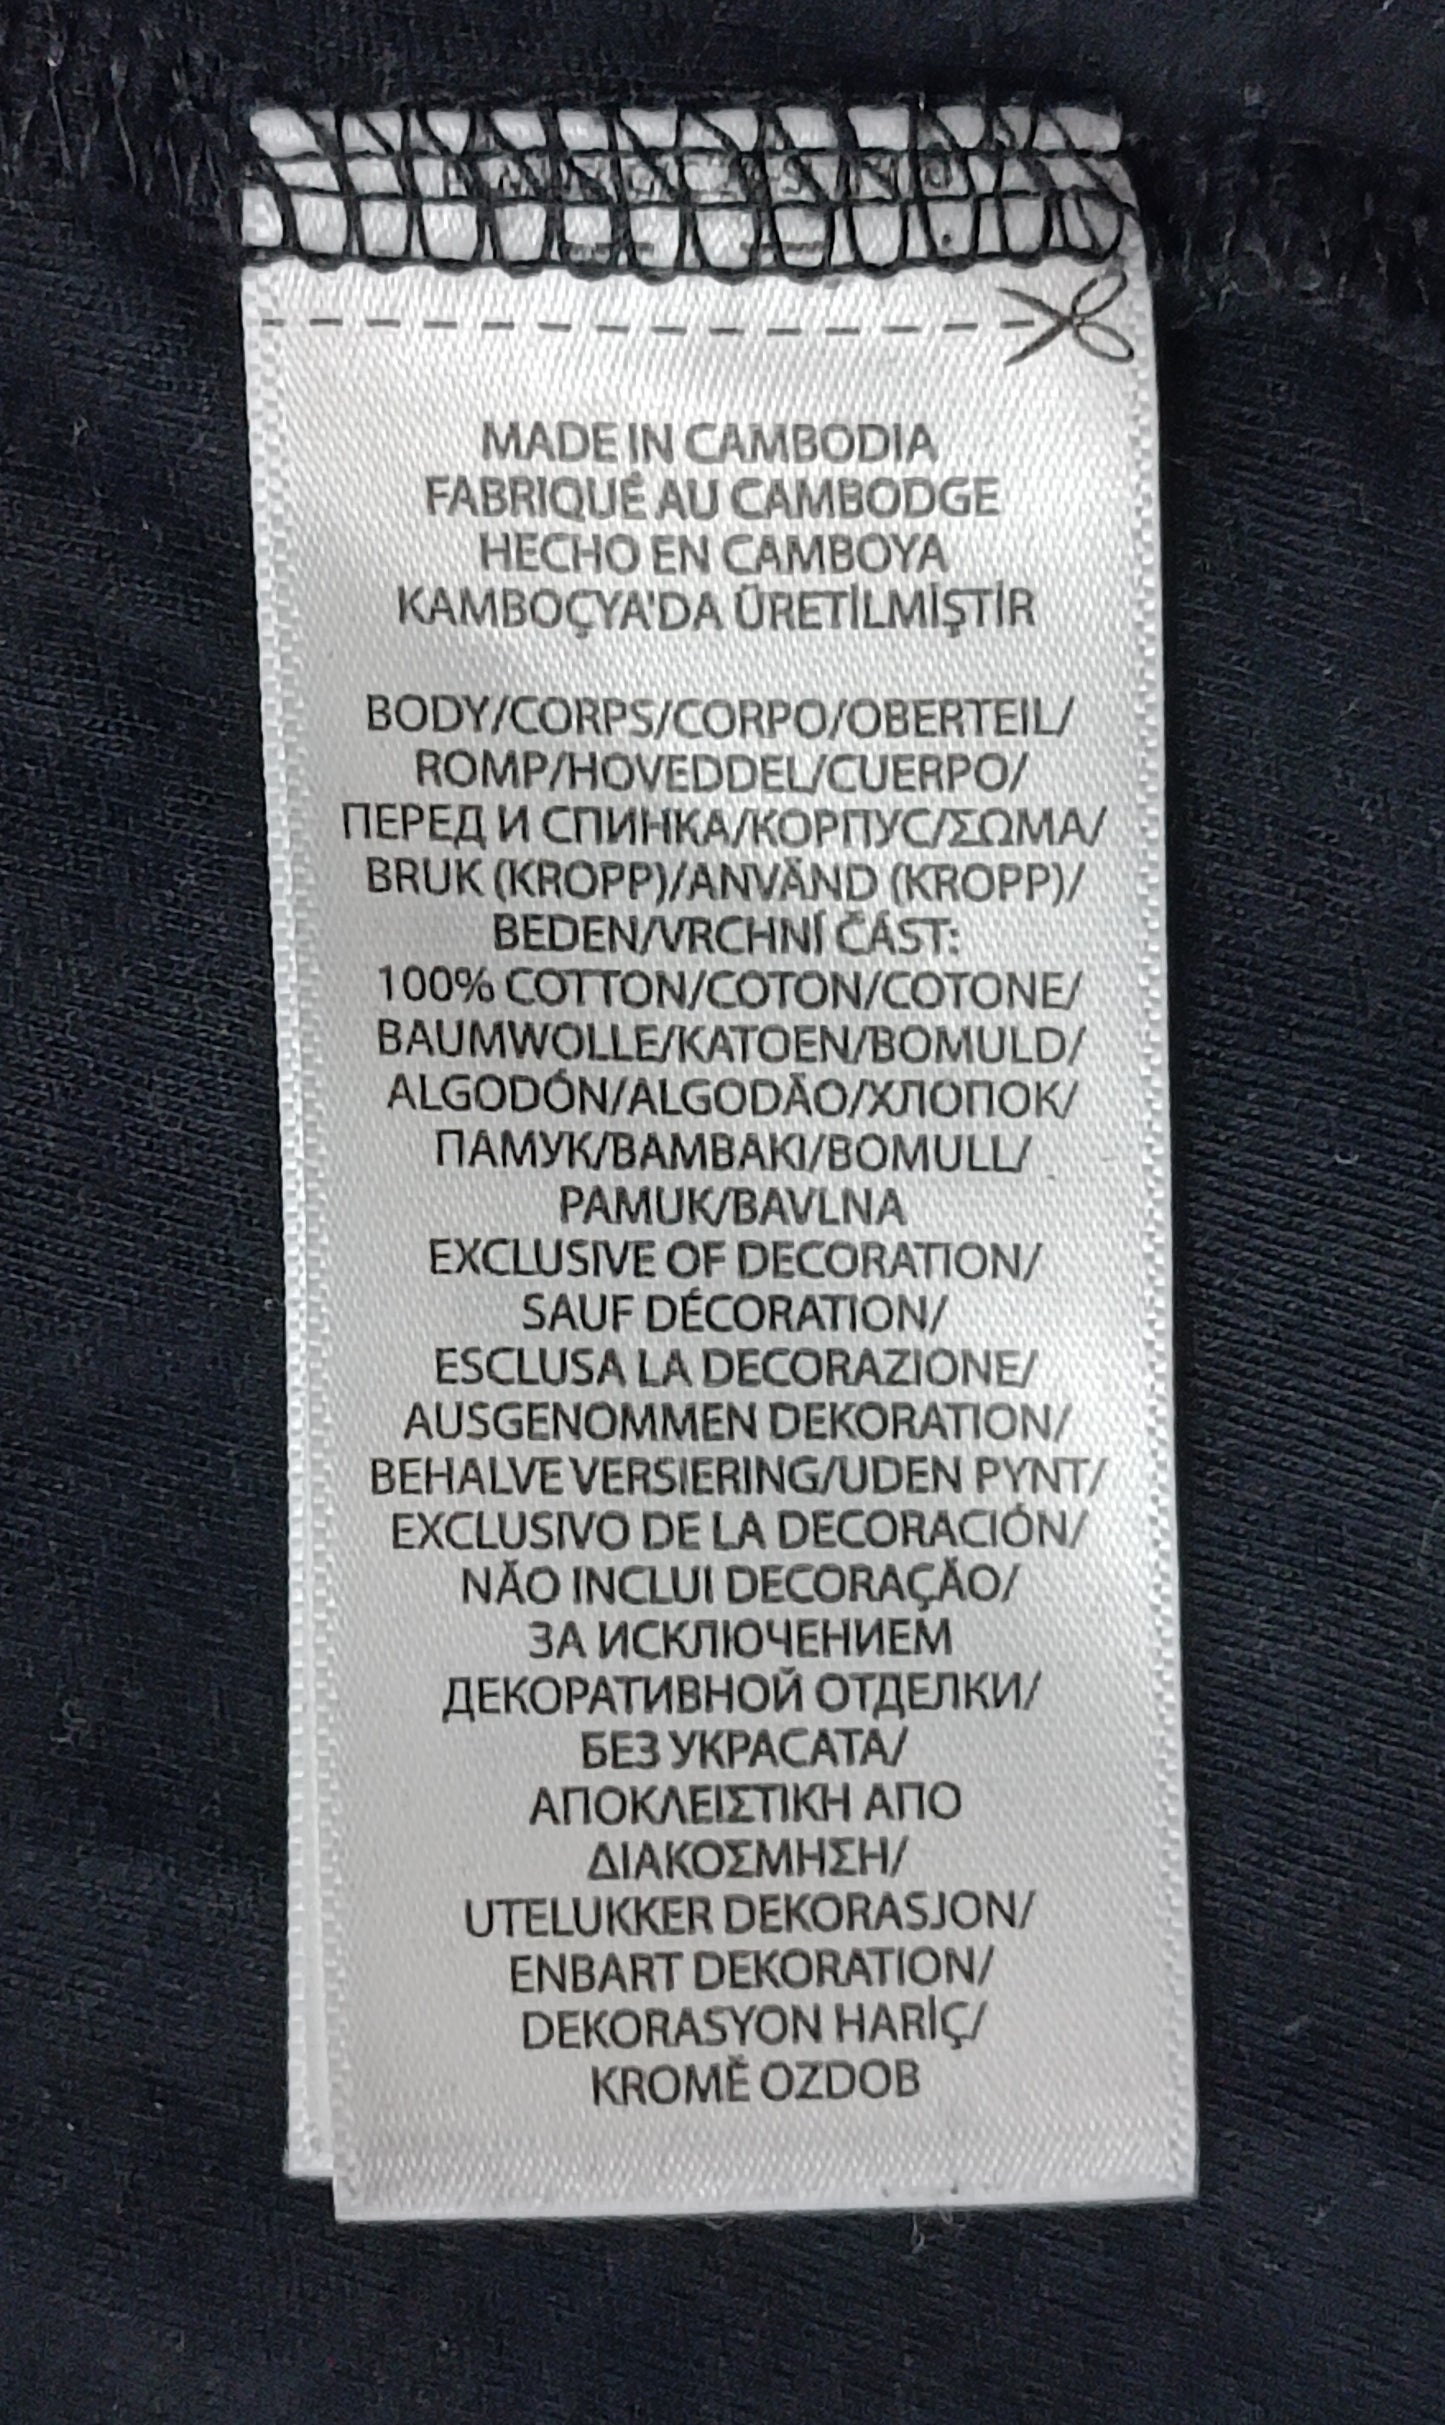 MADE IN CAMBODIA
FABRIQUÉ AU CAMBODGE
HECHO EN CAMBOYA
KAMBOÇYA'DA ÜRETİLMİŞTİR
BODY/CORPS/CORPO/OBERTEIL/
ROMP/HOVEDDEL/CUERPO/
ПЕРЕД И СПИНКА/КОРПУС/ΣΩΜΑ/
BRUK (KROPP)/ANVÄND (KROPP)/
BEDEN/VRCHNÍ ČÁST:
100% COTTON/COTON/COTONE/
BAUMWOLLE/KATOEN/BOMULD/
ALGODÓN/ALGODÃO/ХЛОПОК/
ПАМУК/ΒΑΜΒΑΚΙ/BOMULL/
PAMUK/BAVLNA
EXCLUSIVE OF DECORATION/
SAUF DÉCORATION/
ESCLUSA LA DECORAZIONE/
AUSGENOMMEN DEKORATION/
BEHALVE VERSIERING/UDEN PYNT/
EXCLUSIVO DE LA DECORACIÓN/
NÃO INCLUI DECORAÇÃO/
ЗА ИСКЛЮЧЕНИЕМ
ДЕКОРАТИВНОЙ ОТДЕЛКИ/
БЕЗ УКРАСАТА/
ΑΠΟΚΛΕΙΣΤΙΚΗ ΑΠΟ
ΔΙΑΚΟΣΜΗΣΗ/
UTELUKKER DEKORASJON/
ENBART DEKORATION/
DEKORASYON HARİÇ/
KROMĚ OZDOB